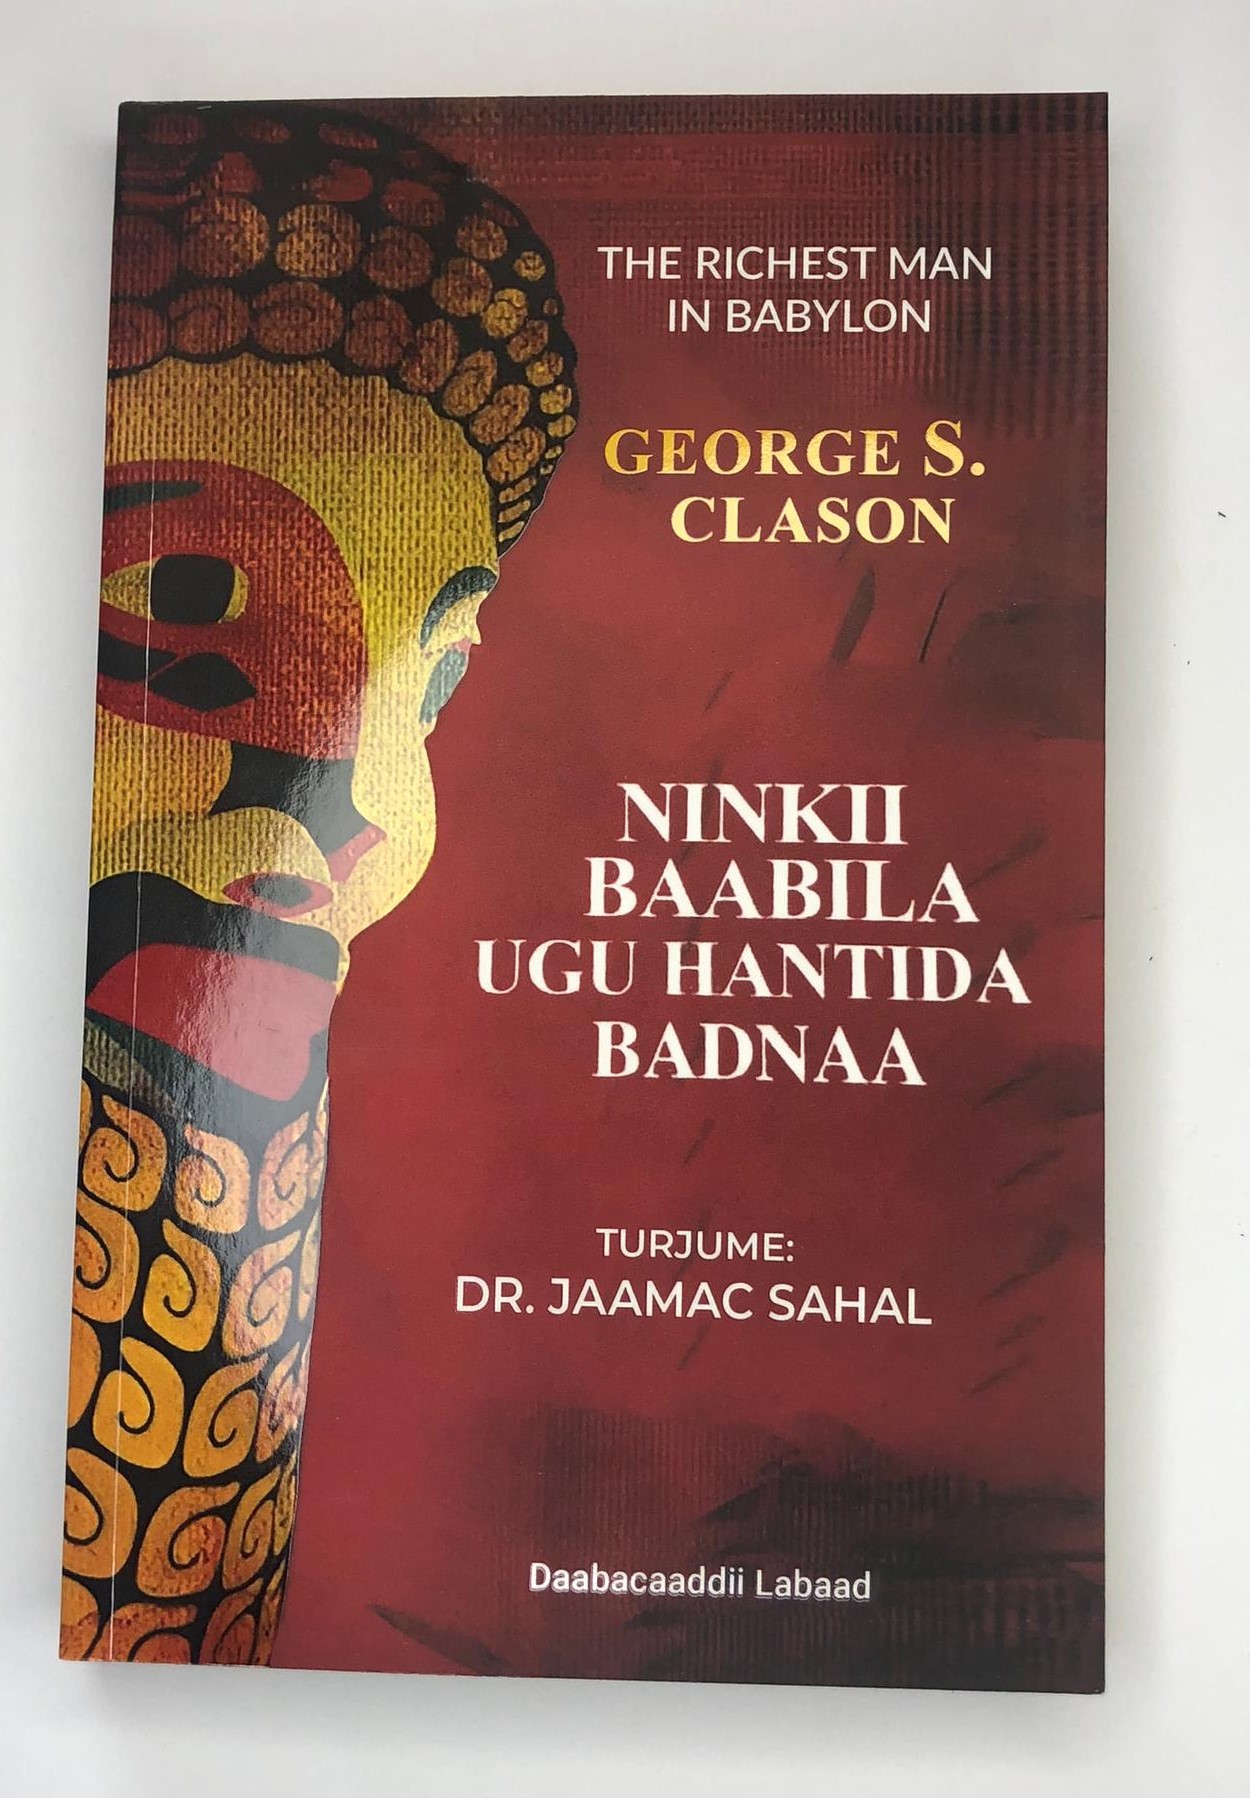 THE RICHEST MAN
IN BABYLON
GEORGE S.
CLASON
NINKII
BAABILA
UGU HANTIDA
BADNAA
TURJUME:
DR. JAAMAC SAHAL
Daabacaaddii Labaad